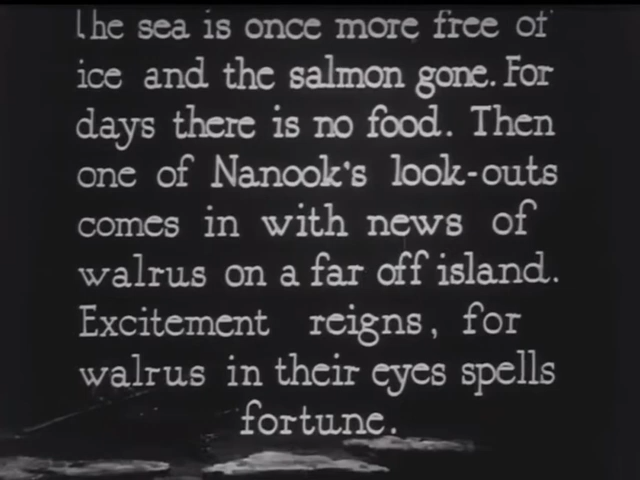 The sea is once more free of
ice and the salmon gone. For
days there is no food. Then
one of Nanook's look-outs
comes in with news of
walrus on a far off island.
Excitement reigns, for
walrus in their eyes spells
fortune.